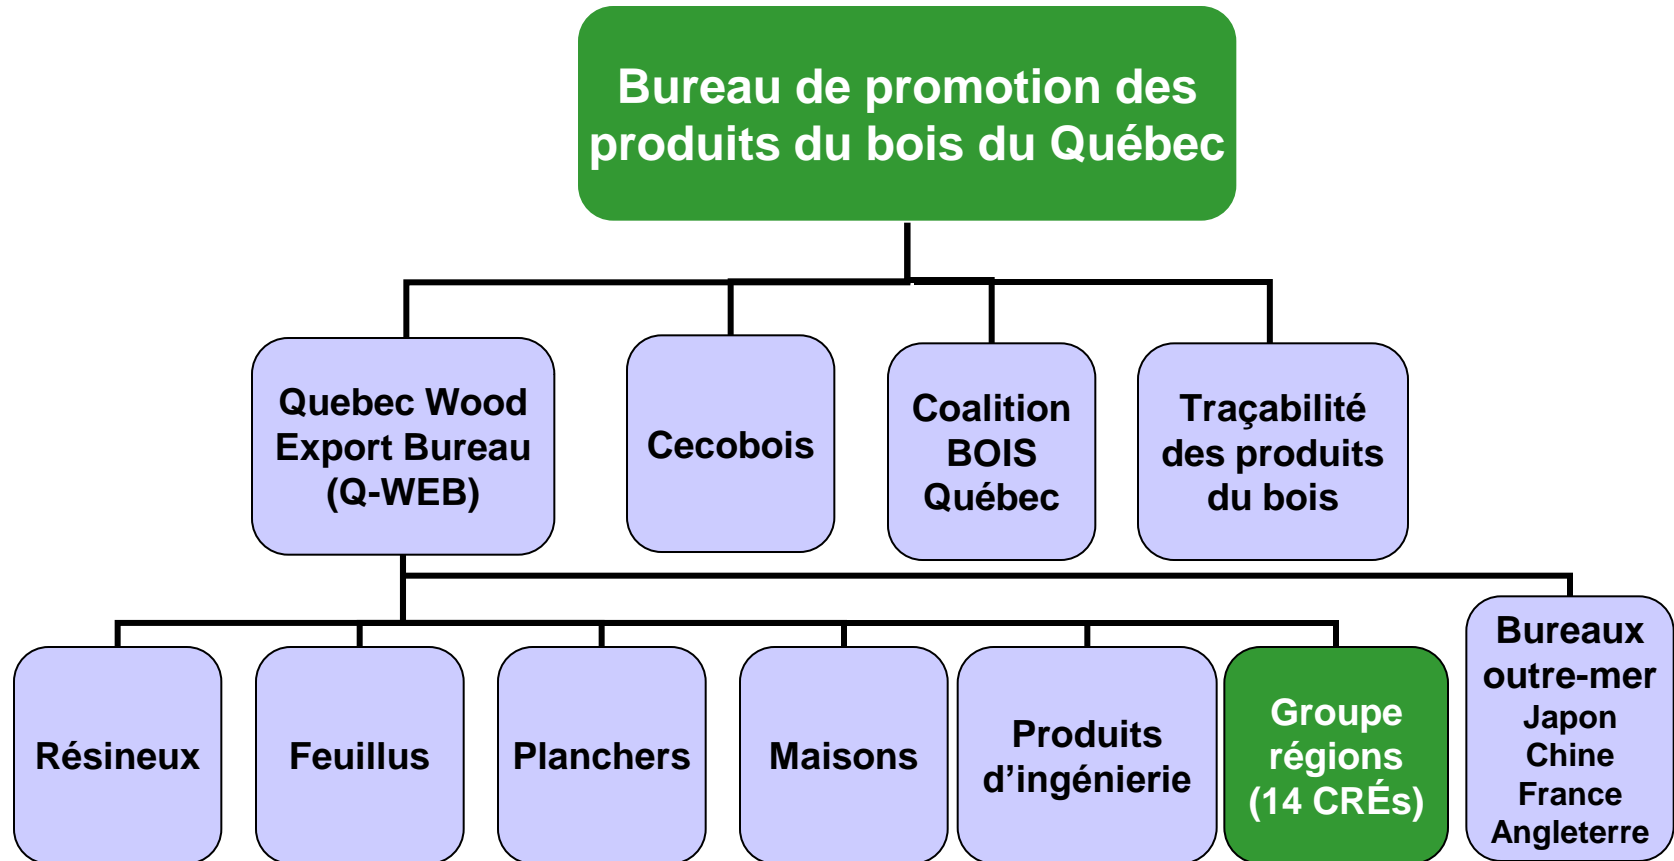 Bureau de promotion des
produits du bois du Québec
Quebec Wood
Export Bureau
(Q-WEB)
Cecobois
Coalition
BOIS
Québec
Traçabilité
des produits
du bois
Résineux
Feuillus
Planchers
Maisons
Produits
d’ingénierie
Groupe
régions
(14 CRÉs)
Bureaux
outre-mer
Japon
Chine
France
Angleterre